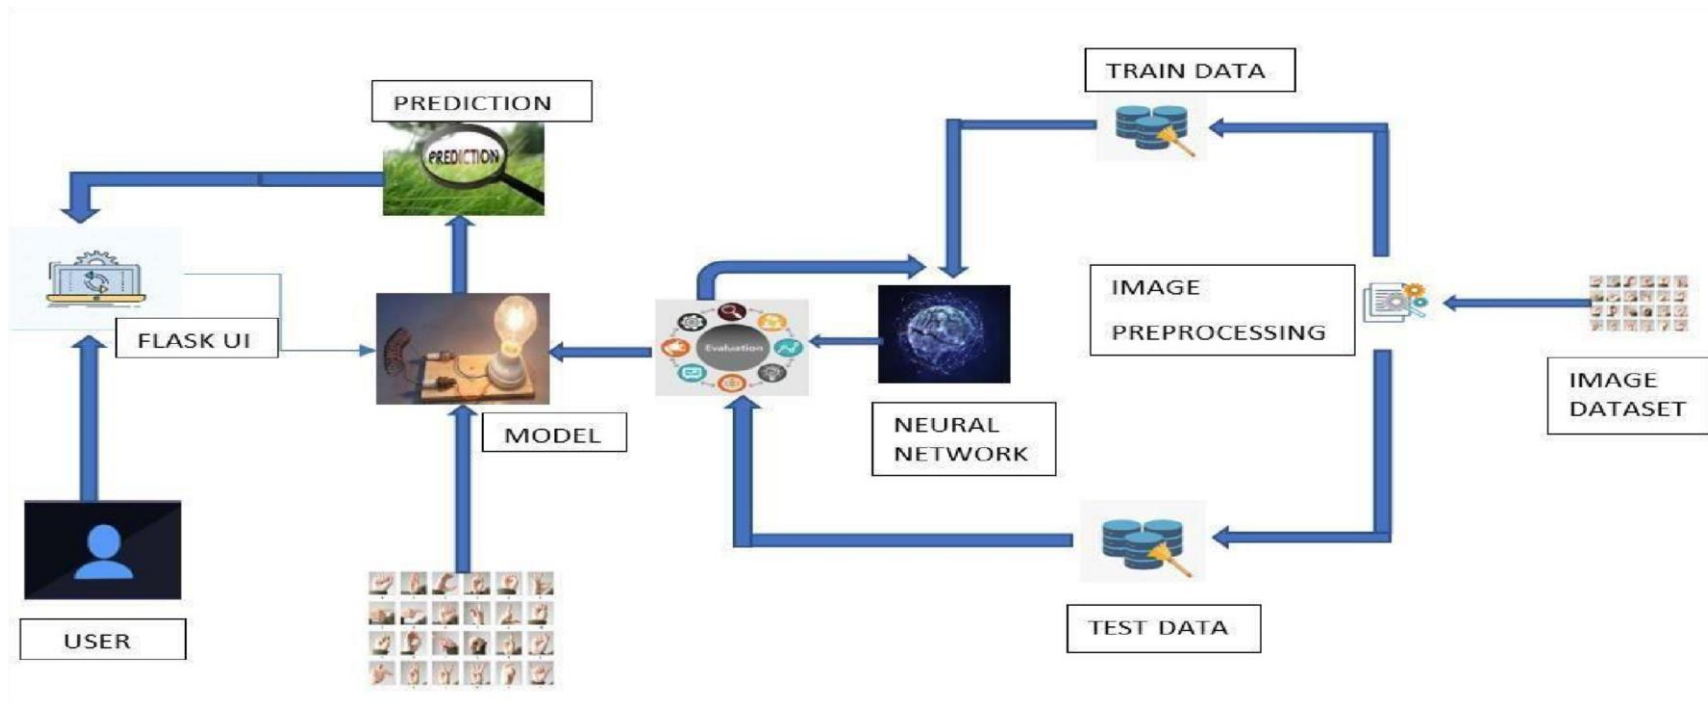 TRAIN DATA
PREDICTION
PREDICTION
IMAGE
PREPROCESSING
FLASK UI
Evaluation
IMAGE
DATASET
MODEL
NEURAL
NETWORK
USER
TEST DATA